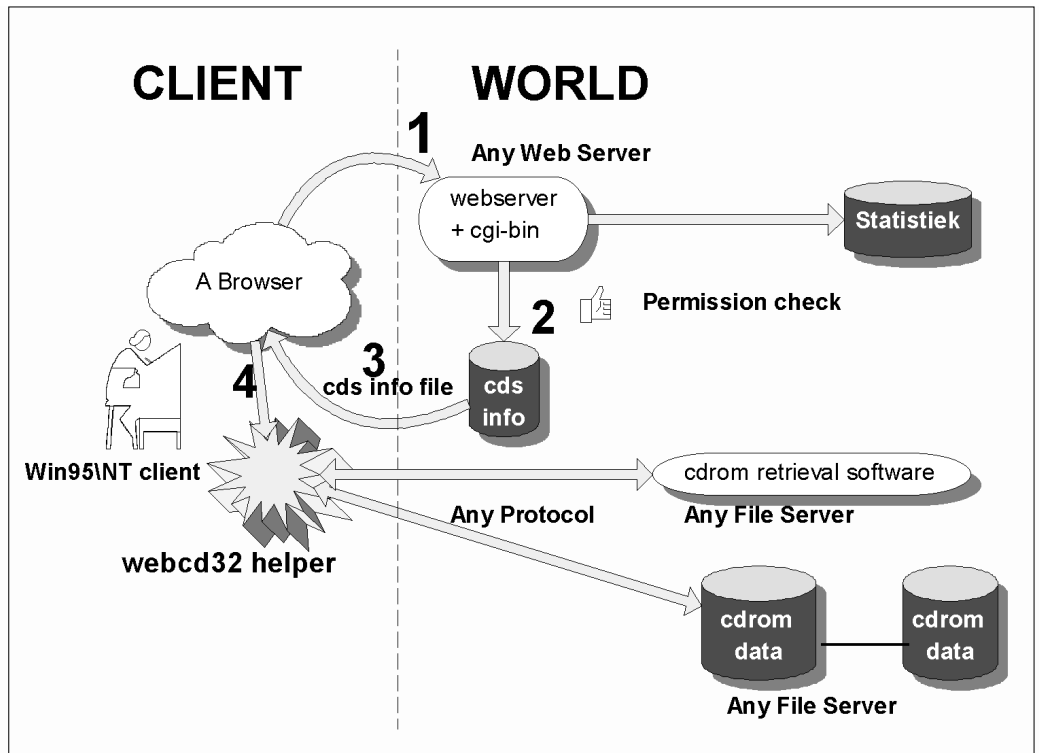 CLIENT
WORLD
1
Any Web Server
webserver
+ cgi-bin
Statistiek
A Browser
2
Permission check
3
4
cds info file
cds
info
Win95\NT client
cdrom retrieval software
Any Protocol
Any File Server
webcd32 helper
cdrom
data
cdrom
data
Any File Server